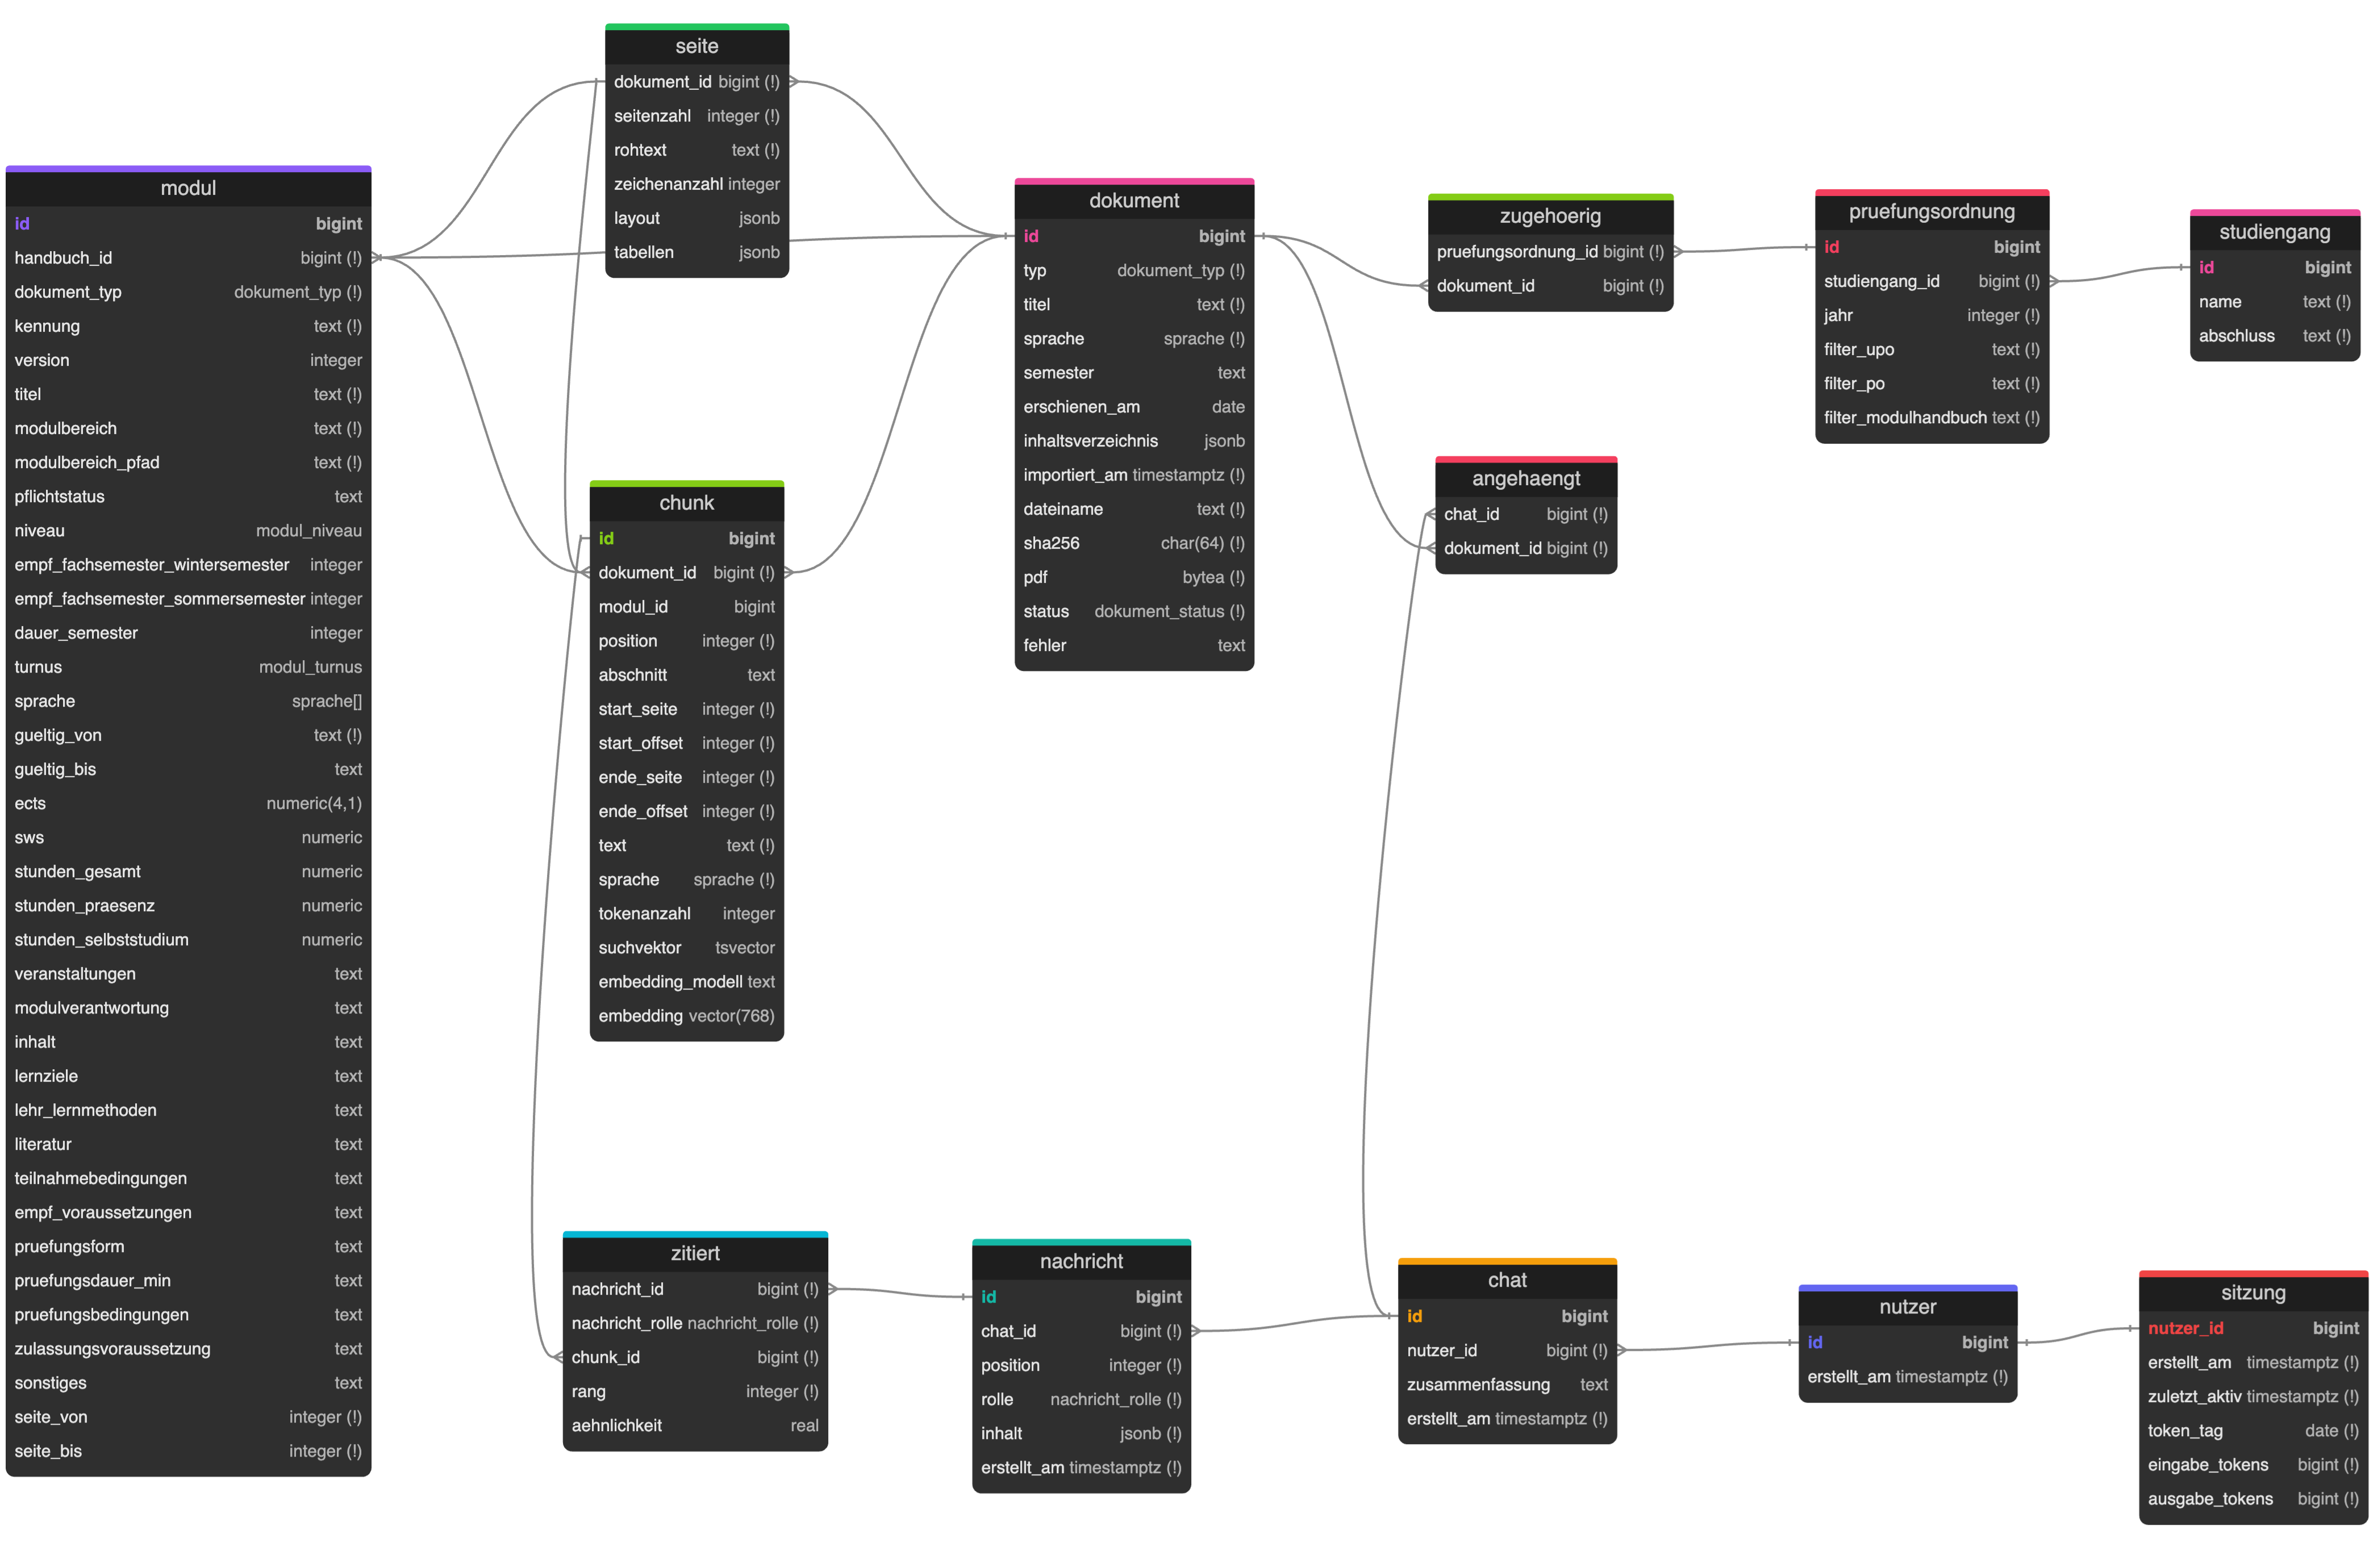 seite
dokument_id bigint (!)
seitenzahl integer (!)
rohtext text (!)
zeichenanzahl integer
layout jsonb
tabellen jsonb
modul
id bigint
handbuch_id bigint (!)
dokument_typ dokument_typ (!)
kennung text (!)
version integer
titel text (!)
modulbereich text (!)
modulbereich_pfad text (!)
pflichtstatus text
niveau modul_niveau
empf_fachsemester_wintersemester integer
empf_fachsemester_sommersemester integer
dauer_semester integer
turnus modul_turnus
sprache sprache[]
gueltig_von text (!)
gueltig_bis text
ects numeric(4,1)
sws numeric
stunden_gesamt numeric
stunden_praesenz numeric
stunden_selbststudium numeric
veranstaltungen text
modulverantwortung text
inhalt text
lernziele text
lehr_lernmethoden text
literatur text
teilnahmebedingungen text
empf_voraussetzungen text
pruefungsform text
pruefungsdauer_min text
pruefungsbedingungen text
zulassungsvoraussetzung text
sonstiges text
seite_von integer (!)
seite_bis integer (!)
chunk
id bigint
dokument_id bigint (!)
modul_id bigint
position integer (!)
abschnitt text
start_seite integer (!)
start_offset integer (!)
ende_seite integer (!)
ende_offset integer (!)
text text (!)
sprache sprache (!)
tokenanzahl integer
suchvektor tsvector
embedding_modell text
embedding vector(768)
dokument
id bigint
typ dokument_typ (!)
titel text (!)
sprache sprache (!)
semester text
erschienen_am date
inhaltsverzeichnis jsonb
importiert_am timestamptz (!)
dateiname text (!)
sha256 char(64) (!)
pdf bytea (!)
status dokument_status (!)
fehler text
zugehoerig
pruefungsordnung_id bigint (!)
dokument_id bigint (!)
pruefungsordnung
id bigint
studiengang_id bigint (!)
jahr integer (!)
filter_upo text (!)
filter_po text (!)
filter_modulhandbuch text (!)
studiengang
id bigint
name text (!)
abschluss text (!)
angehaengt
chat_id bigint (!)
dokument_id bigint (!)
zitiert
nachricht_id bigint (!)
nachricht_rolle nachricht_rolle (!)
chunk_id bigint (!)
rang integer (!)
aehnlichkeit real
nachricht
id bigint
chat_id bigint (!)
position integer (!)
rolle nachricht_rolle (!)
inhalt jsonb (!)
erstellt_am timestamptz (!)
chat
id bigint
nutzer_id bigint (!)
zusammenfassung text
erstellt_am timestamptz (!)
nutzer
id bigint
erstellt_am timestamptz (!)
sitzung
nutzer_id bigint
erstellt_am timestamptz (!)
zuletzt_aktiv timestamptz (!)
token_tag date (!)
eingabe_tokens bigint (!)
ausgabe_tokens bigint (!)